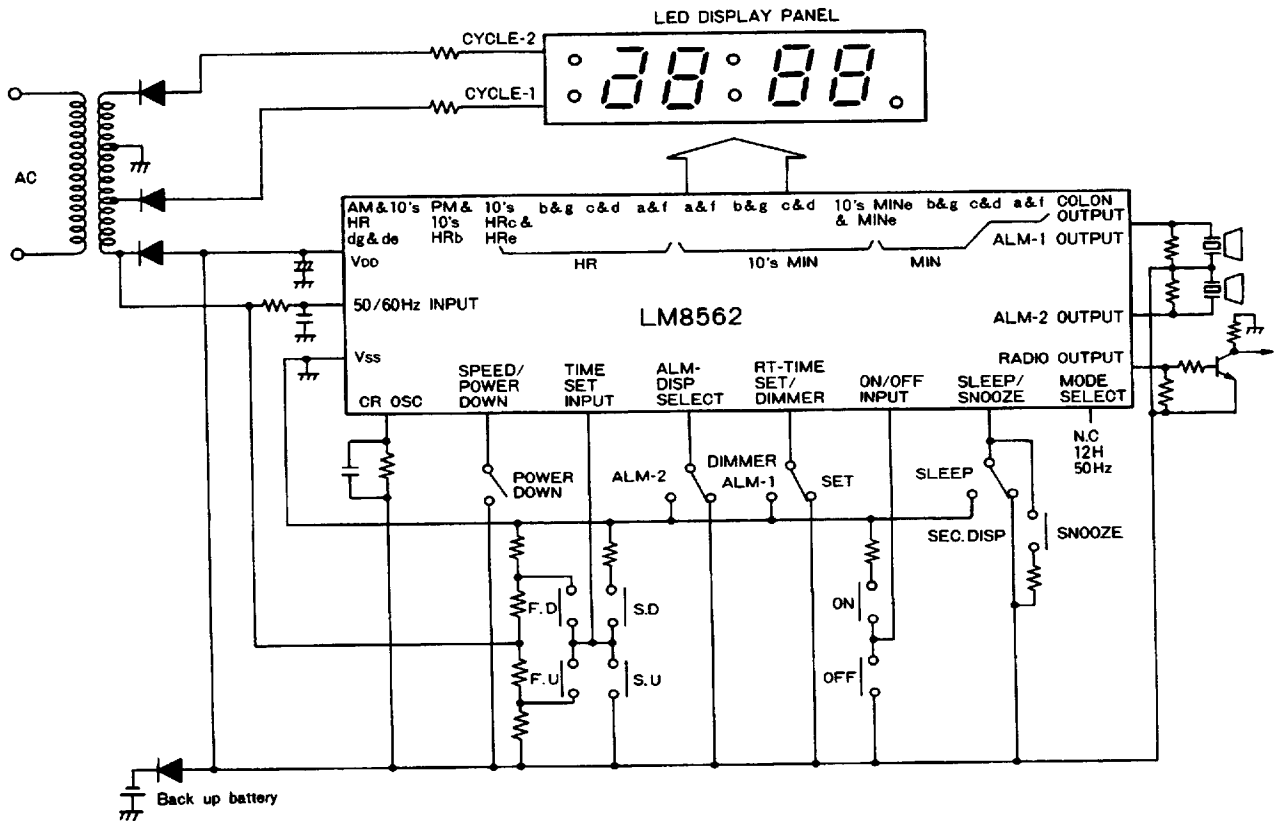 LED DISPLAY PANEL
CYCLE-2
CYCLE-1
AC
AM & 10's
HR
dg & de
PM &
10's
HRb
10's
HRc &
HRe
b&g
c&d
a&f
a&f
b&g
c&d
10's MINe
& MINe
b&g
c&d
a&f
COLON
OUTPUT
HR
10's MIN
MIN
ALM-1 OUTPUT
VDD
50/60Hz INPUT
LM8562
ALM-2 OUTPUT
VSS
RADIO OUTPUT
CR OSC
SPEED/
POWER
DOWN
TIME
SET
INPUT
ALM-
DISP
SELECT
RT-TIME
SET/
DIMMER
ON/OFF
INPUT
SLEEP/
SNOOZE
MODE
SELECT
N.C
12H
50Hz
POWER
DOWN
ALM-2
DIMMER
ALM-1
SET
SLEEP
SEC.DISP
SNOOZE
F.D
S.D
ON
F.U
S.U
OFF
Back up battery